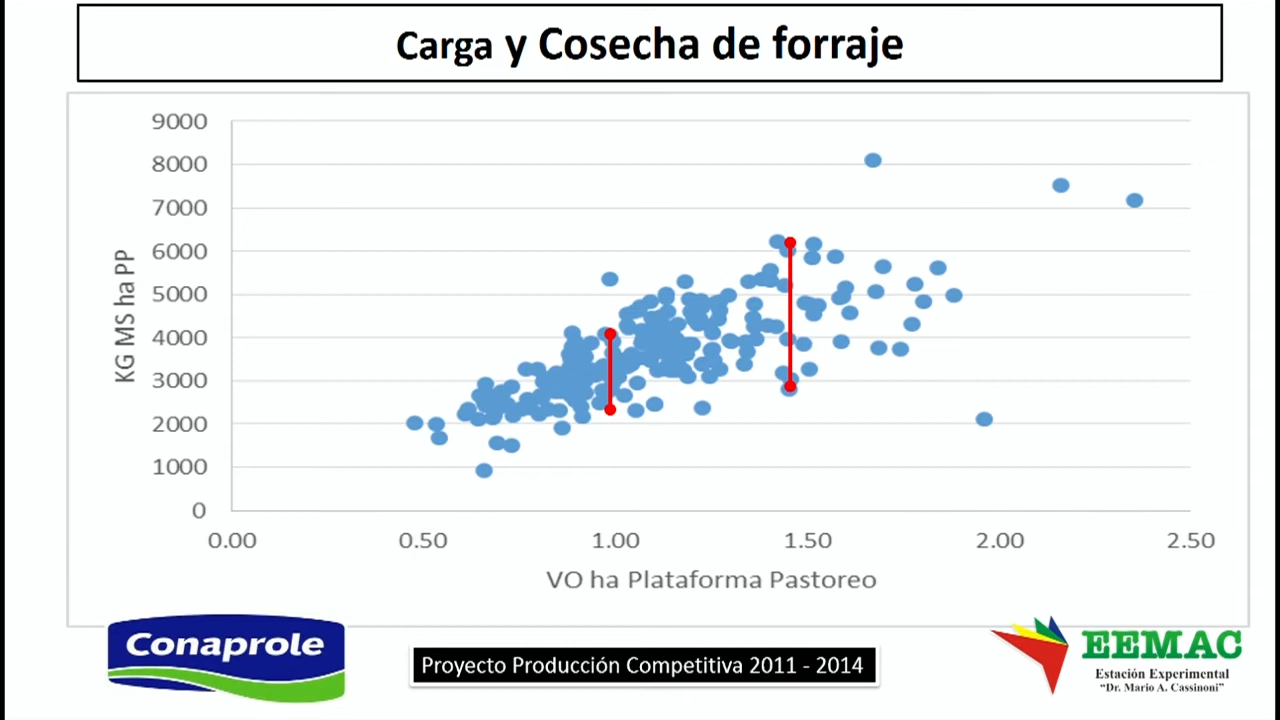 Carga y Cosecha de forraje
9000
8000
7000
6000
5000
4000
3000
2000
1000
0
KG MS ha PP
0.00 0.50 1.00 1.50 2.00 2.50
VO ha Plataforma Pastoreo
Conaprole
Proyecto Producción Competitiva 2011 - 2014
EEMAC
Estación Experimental
“Dr. Mario A. Cassinoni”